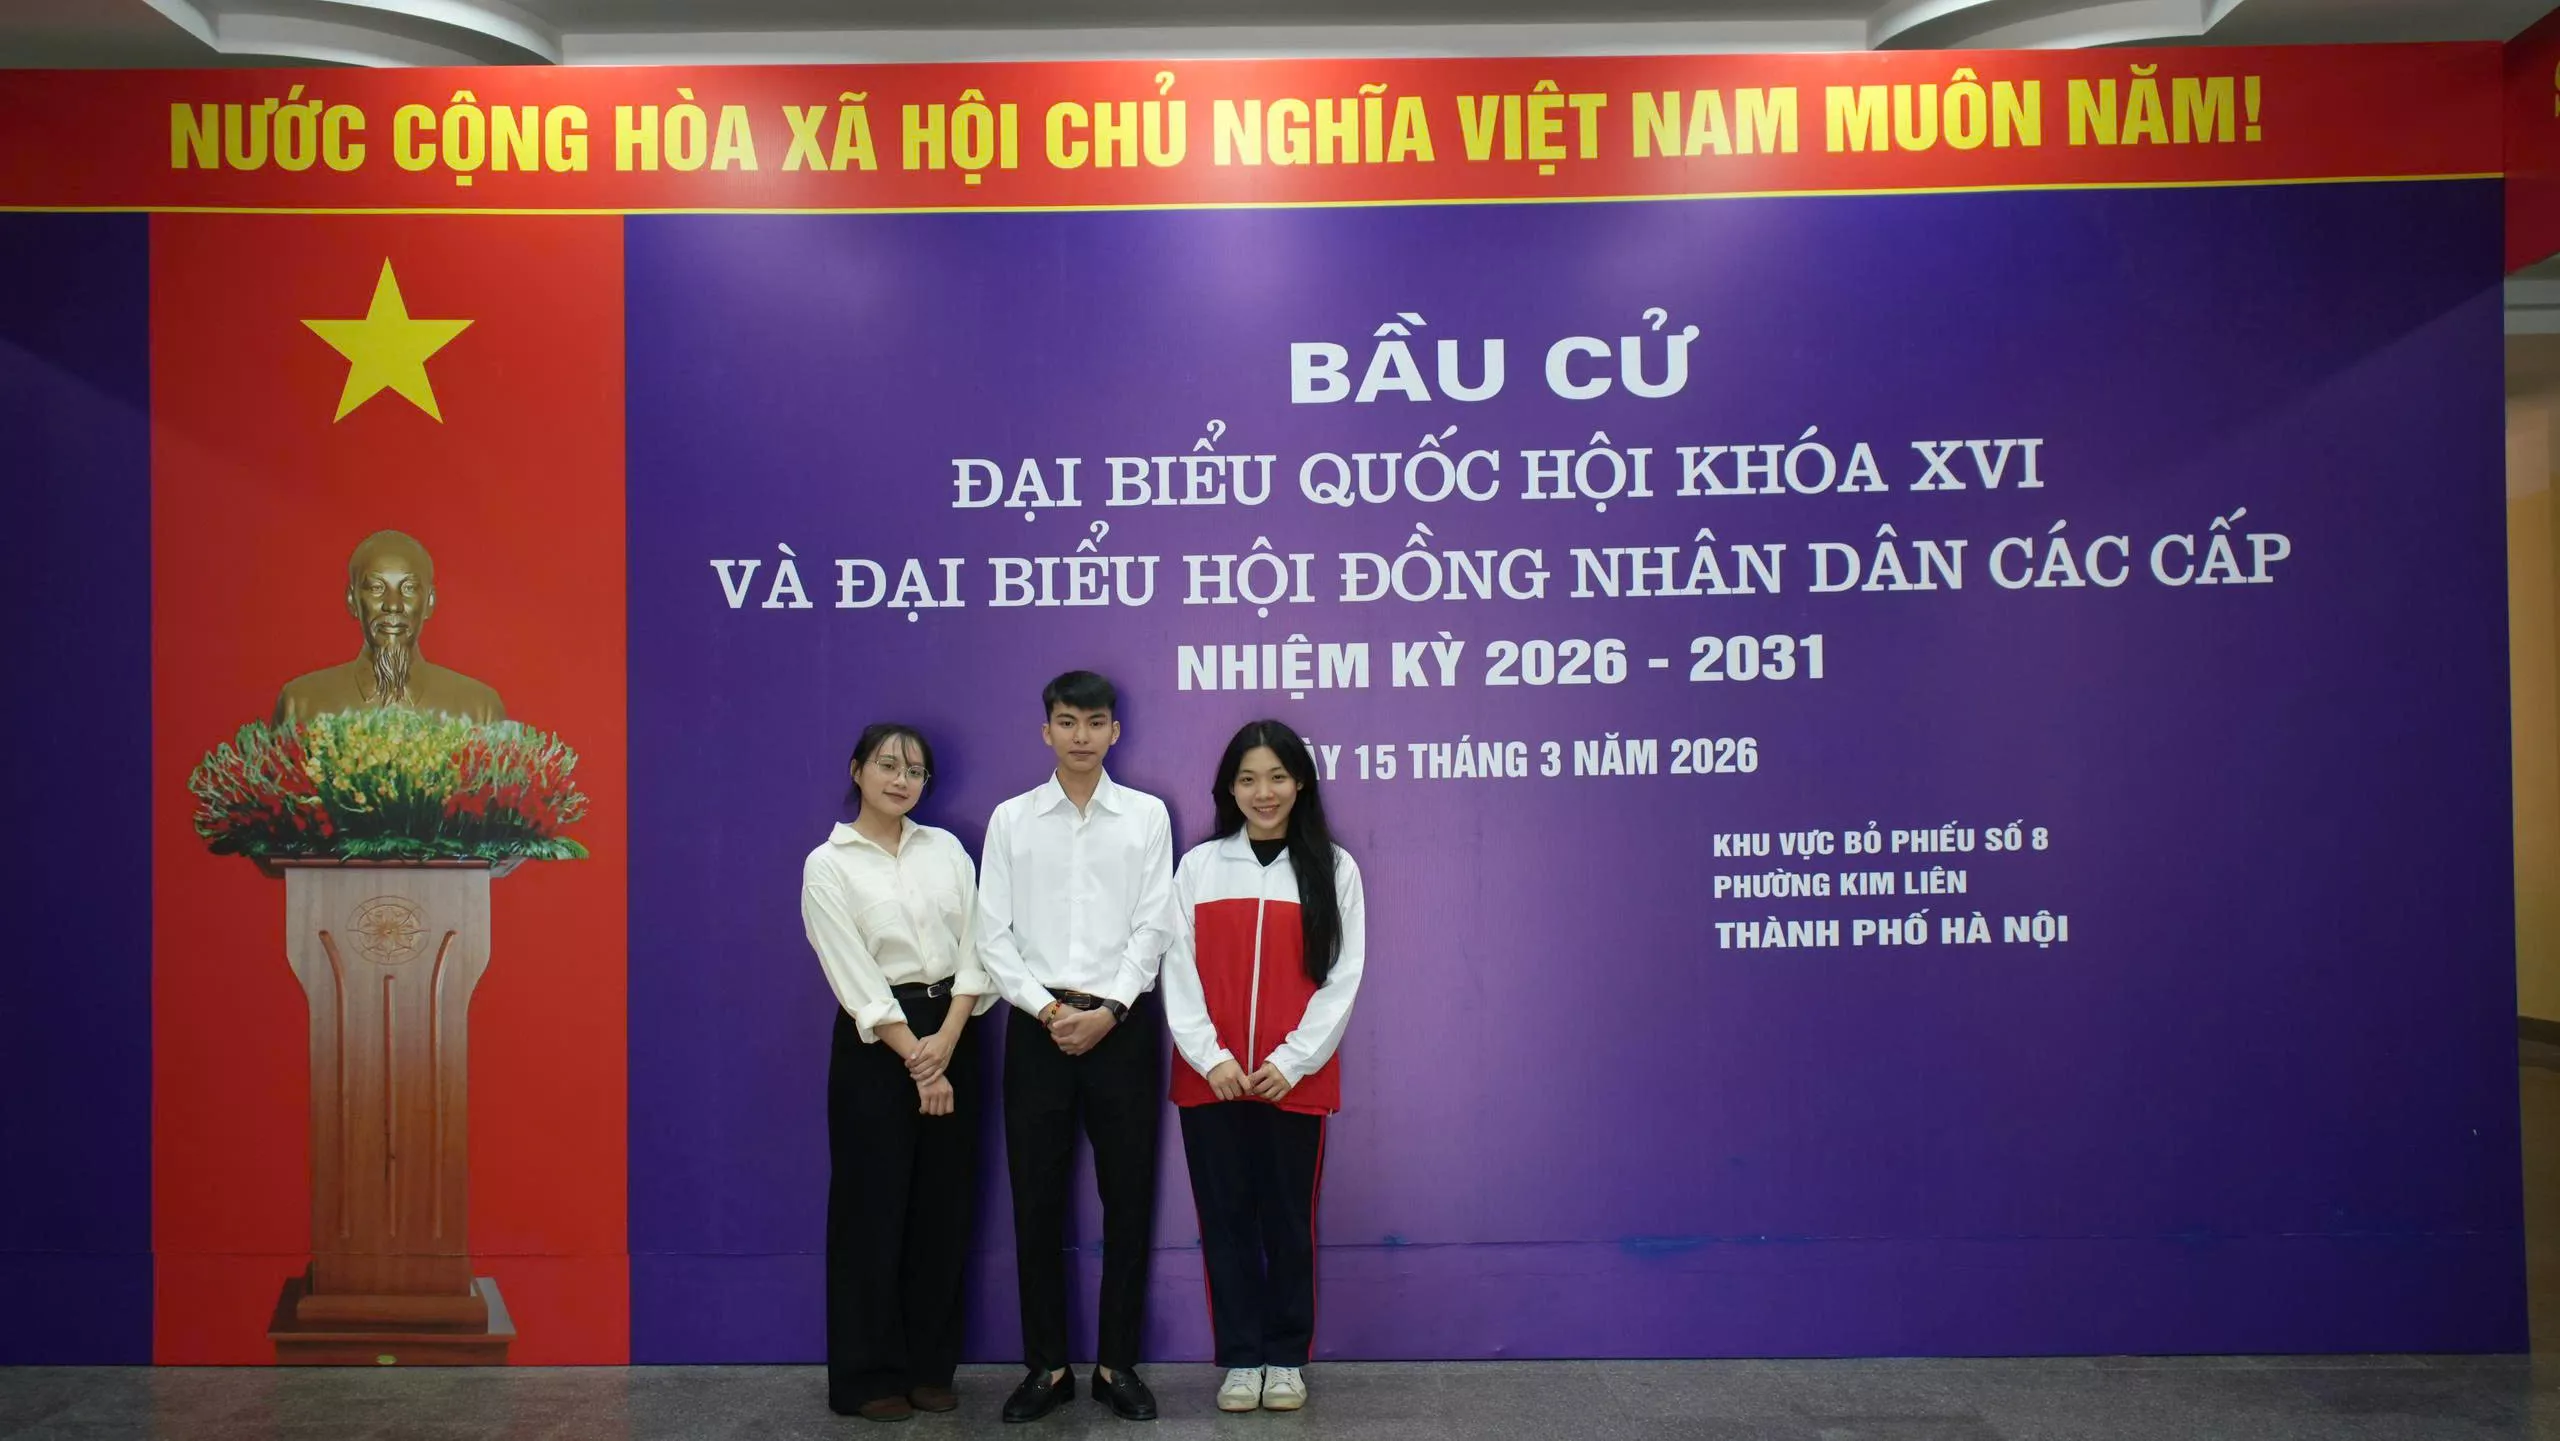 NƯỚC CỘNG HÒA XÃ HỘI CHỦ NGHĨA VIỆT NAM MUÔN NĂM!
BẦU CỬ
ĐẠI BIỂU QUỐC HỘI KHÓA XVI
VÀ ĐẠI BIỂU HỘI ĐỒNG NHÂN DÂN CÁC CẤP
NHIỆM KỲ 2026 - 2031
15 THÁNG 3 NĂM 2026
KHU VỰC BỎ PHIẾU SỐ 8
PHƯỜNG KIM LIÊN
THÀNH PHỐ HÀ NỘI